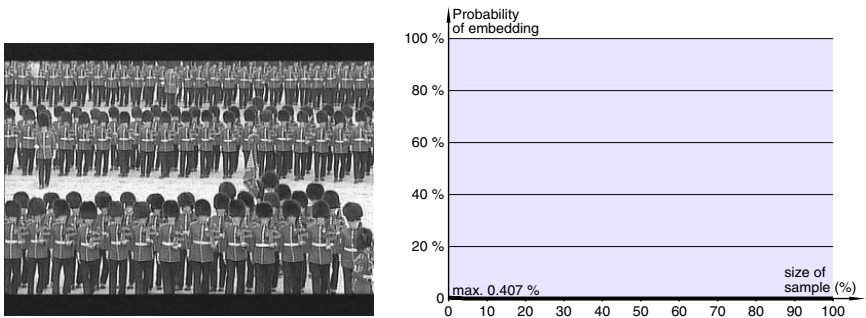 Probability
of embedding
100 %
80 %
60 %
40 %
20 %
0
max. 0.407 %
size of
sample (%)
0 10 20 30 40 50 60 70 80 90 100